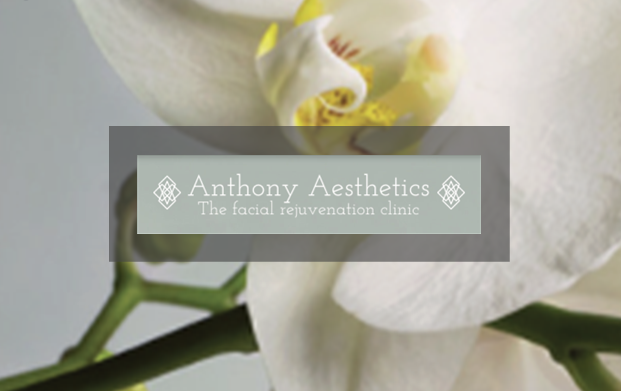 Anthony Aesthetics
The facial rejuvenation clinic